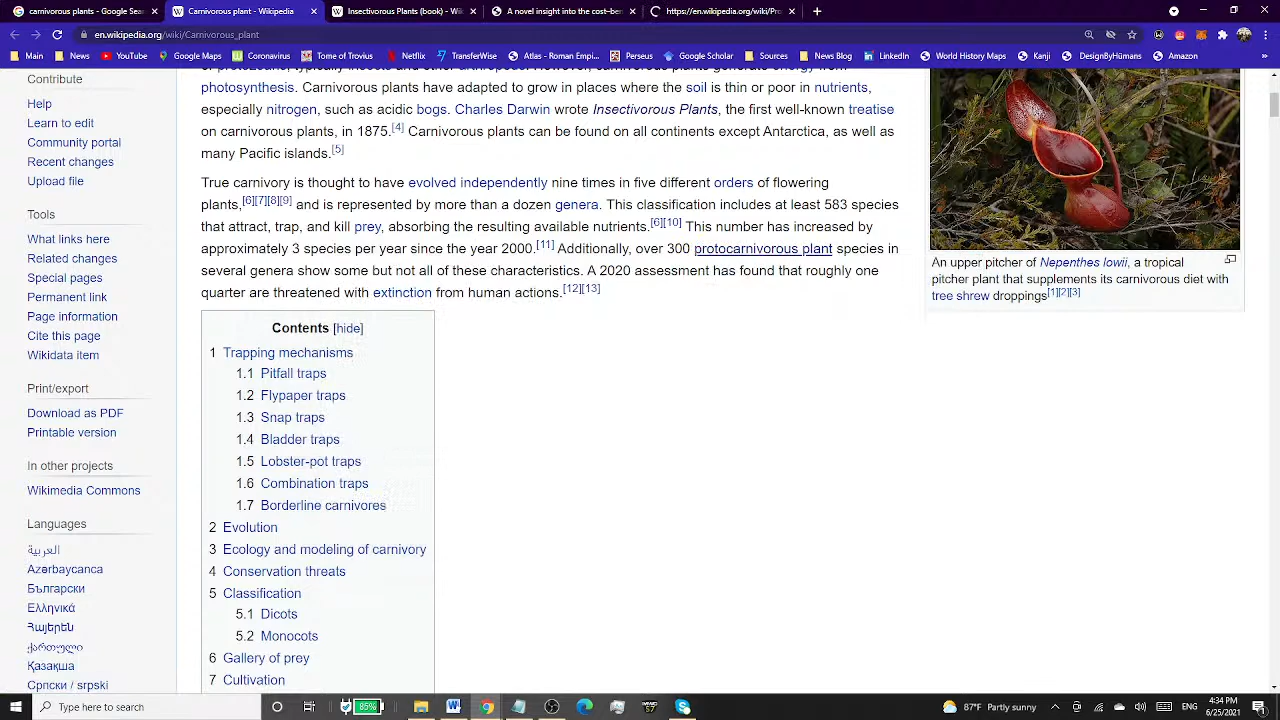 carnivorous plants - Google Sear
Carnivorous plant - Wikipedia
Insectivorous Plants (book) - Wik
A novel insight into the cost-ben
https://en.wikipedia.org/wiki/Pro
en.wikipedia.org/wiki/Carnivorous_plant
Main
News
YouTube
Google Maps
Coronavirus
Tome of Trovius
Netflix
TransferWise
Atlas - Roman Empi...
Perseus
Google Scholar
Sources
News Blog
LinkedIn
World History Maps
Kanji
DesignByHumans
Amazon
Contribute
Help
Learn to edit
Community portal
Recent changes
Upload file
Tools
What links here
Related changes
Special pages
Permanent link
Page information
Cite this page
Wikidata item
Print/export
Download as PDF
Printable version
In other projects
Wikimedia Commons
Languages
العربية
Azərbaycanca
Български
Ελληνικά
Հայերեն
ქართული
Қазақша
Српски / srpski
photosynthesis. Carnivorous plants have adapted to grow in places where the soil is thin or poor in nutrients,
especially nitrogen, such as acidic bogs. Charles Darwin wrote Insectivorous Plants, the first well-known treatise
on carnivorous plants, in 1875.[4] Carnivorous plants can be found on all continents except Antarctica, as well as
many Pacific islands.[5]
True carnivory is thought to have evolved independently nine times in five different orders of flowering
plants,[6][7][8][9] and is represented by more than a dozen genera. This classification includes at least 583 species
that attract, trap, and kill prey, absorbing the resulting available nutrients.[6][10] This number has increased by
approximately 3 species per year since the year 2000.[11] Additionally, over 300 protocarnivorous plant species in
several genera show some but not all of these characteristics. A 2020 assessment has found that roughly one
quarter are threatened with extinction from human actions.[12][13]
Contents [hide]
1 Trapping mechanisms
1.1 Pitfall traps
1.2 Flypaper traps
1.3 Snap traps
1.4 Bladder traps
1.5 Lobster-pot traps
1.6 Combination traps
1.7 Borderline carnivores
2 Evolution
3 Ecology and modeling of carnivory
4 Conservation threats
5 Classification
5.1 Dicots
5.2 Monocots
6 Gallery of prey
7 Cultivation
An upper pitcher of Nepenthes lowii, a tropical
pitcher plant that supplements its carnivorous diet with
tree shrew droppings[1][2][3]
Type here to search
85%
87°F Partly sunny
ENG
4:34 PM
6/25/2021